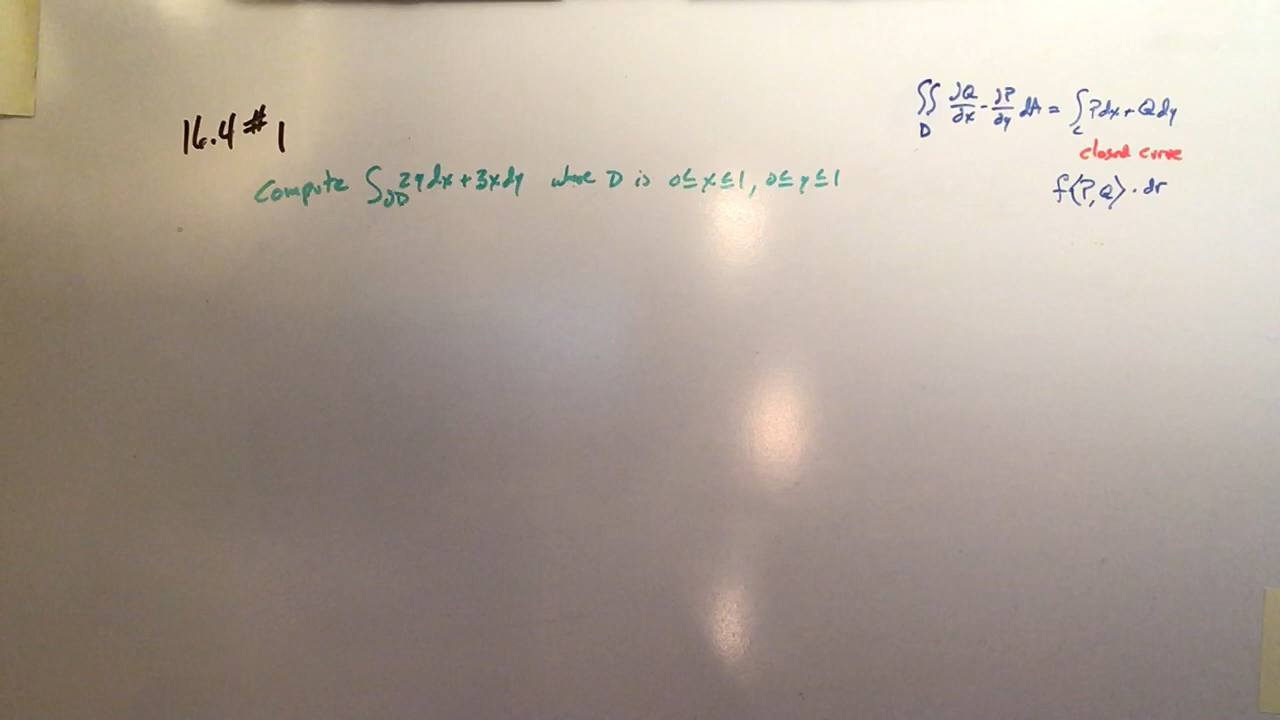 16.4 #1
Compute ∫∂D 2y dx + 3x dy where D is 0 ≤ x ≤ 1, 0 ≤ y ≤ 1
∬D ∂Q/∂x - ∂P/∂y dA = ∫c P dx + Q dy
closed curve
f⟨P, Q⟩ · dr